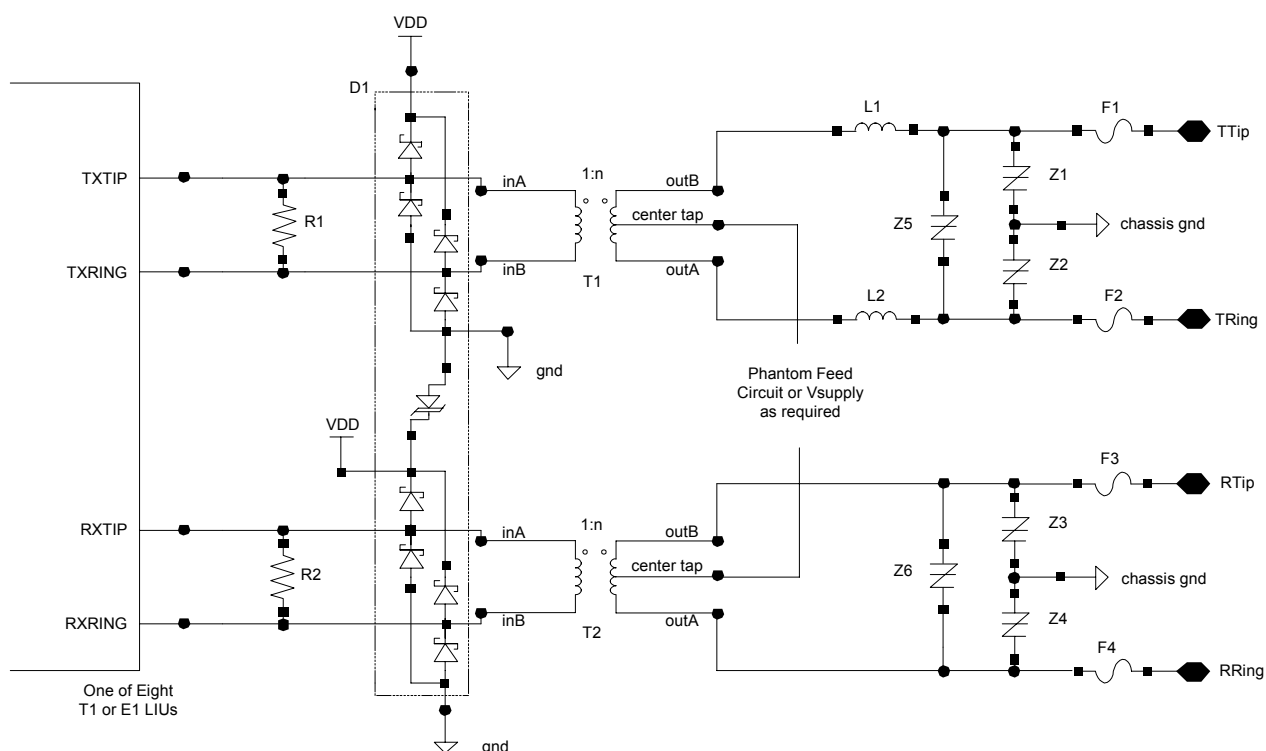 VDD
D1
L1
F1
TTip
TXTIP
inA
1:n
outB
Z1
R1
center tap
Z5
chassis gnd
TXRING
inB
T1
outA
Z2
L2
F2
TRing
gnd
Phantom Feed
Circuit or Vsupply
as required
VDD
F3
RTip
RXTIP
inA
1:n
outB
Z3
R2
center tap
Z6
chassis gnd
RXRING
inB
T2
outA
Z4
F4
RRing
One of Eight
T1 or E1 LIUs
gnd